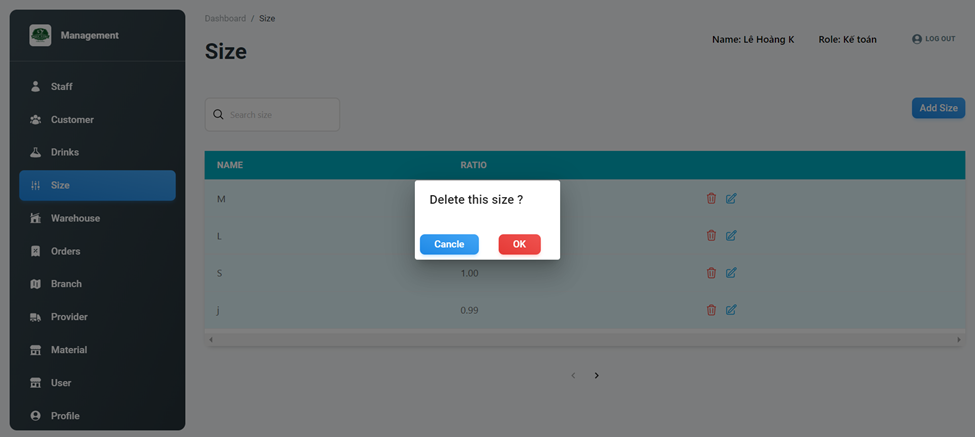 Management
Staff
Customer
Drinks
Size
Warehouse
Orders
Branch
Provider
Material
User
Profile
Dashboard / Size
Size
Name: Lê Hoàng K Role: Kế toán LOG OUT
Search size
Add Size
NAME RATIO
M
L
S 1.00
j 0.99
Delete this size ?
Cancle OK